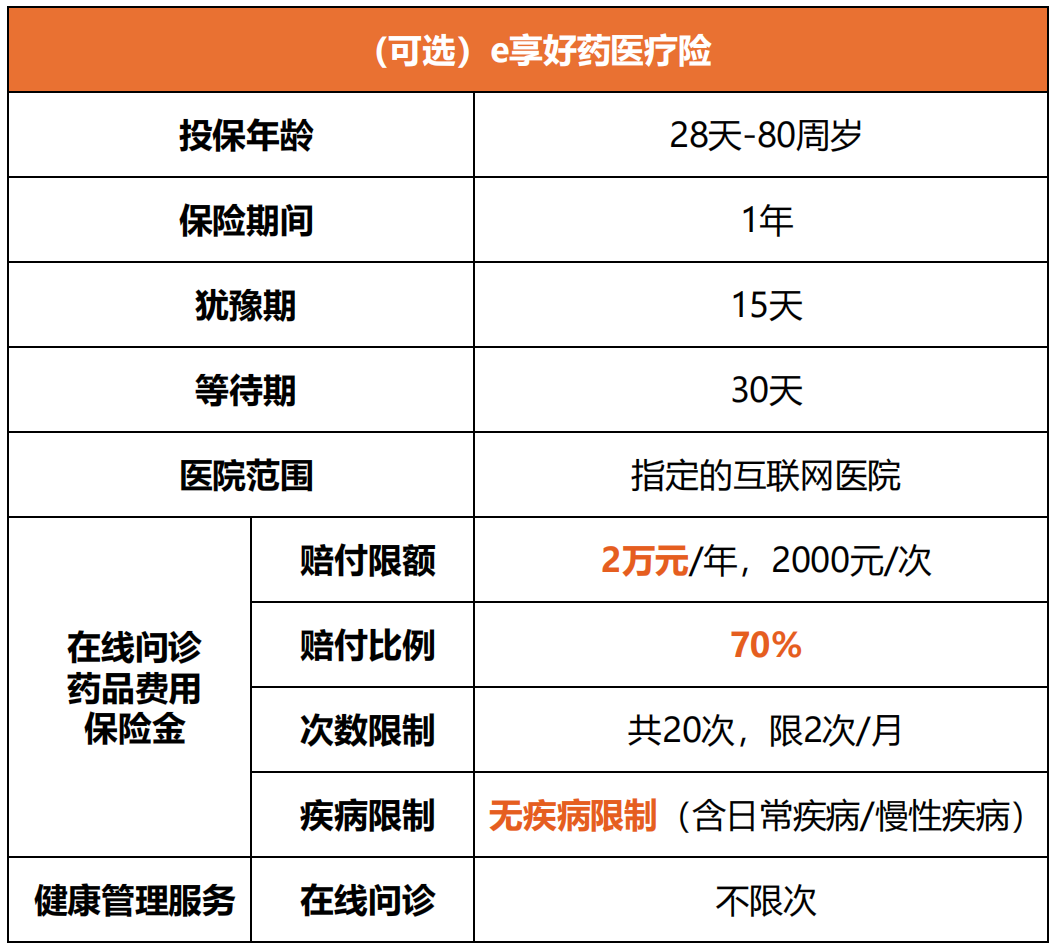 （可选）e享好药医疗险
投保年龄
28天-80周岁
保险期间
1年
犹豫期
15天
等待期
30天
医院范围
指定的互联网医院
在线问诊
药品费用
保险金
赔付限额
2万元/年，2000元/次
赔付比例
70%
次数限制
共20次，限2次/月
疾病限制
无疾病限制（含日常疾病/慢性疾病）
健康管理服务
在线问诊
不限次